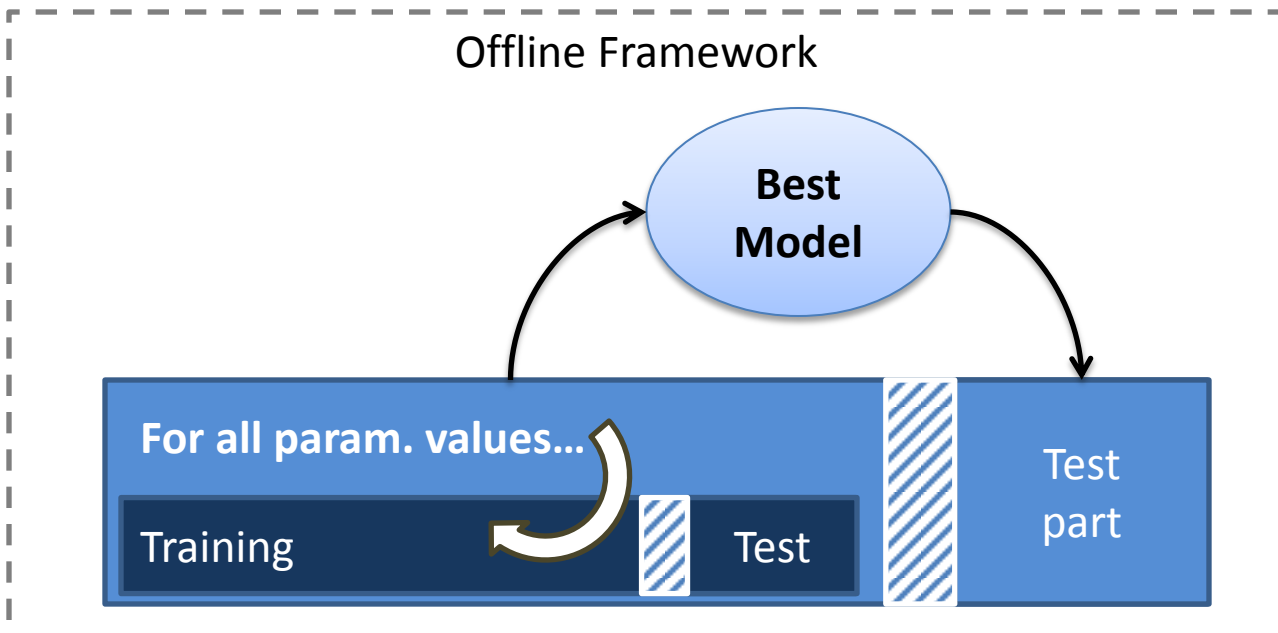 Offline Framework
Best
Model
For all param. values…
Training
Test
Test
part